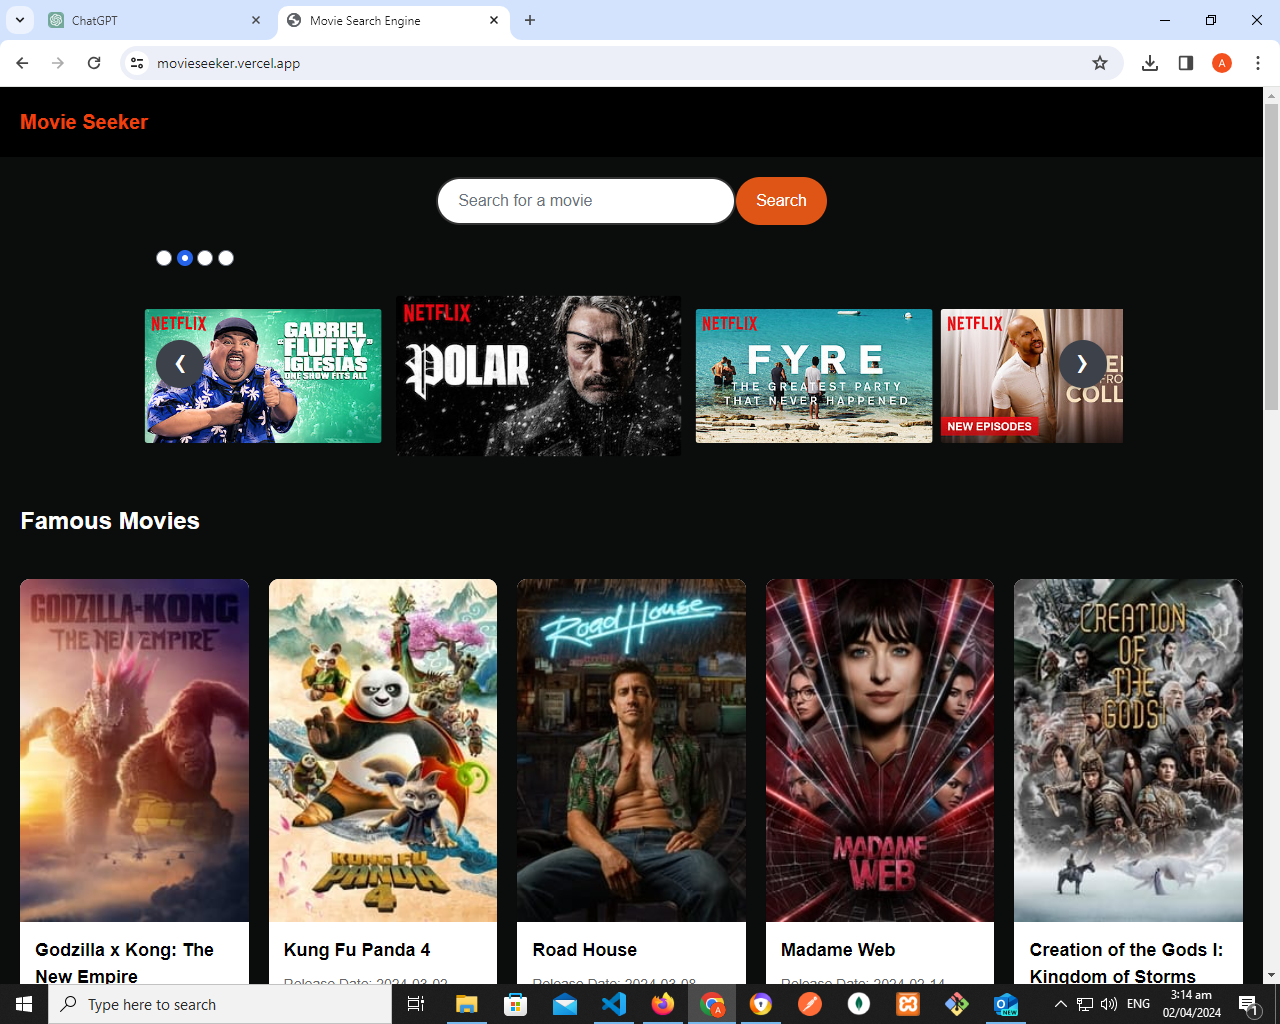 ChatGPT
Movie Search Engine
movieseeker.vercel.app
A
Movie Seeker
Search for a movie
Search
NETFLIX
GABRIEL
"FLUFFY"
IGLESIAS
ONE SHOW FITS ALL
NETFLIX
POLAR
NETFLIX
FYRE
THE GREATEST PARTY
THAT NEVER HAPPENED
NETFLIX
FRO
COLL
NEW EPISODES
Famous Movies
GODZILLA x KONG
THE NEW EMPIRE
KUNG FU
PANDA
4
Road House
MADAME
WEB
CREATION
OF
THE
GODS I
Godzilla x Kong: The
New Empire
Kung Fu Panda 4
Release Date: 2024-03-02
Road House
Release Date: 2024-03-08
Madame Web
Release Date: 2024-02-14
Creation of the Gods I:
Kingdom of Storms
Type here to search
A
NEW
ENG
3:14 am
02/04/2024
1